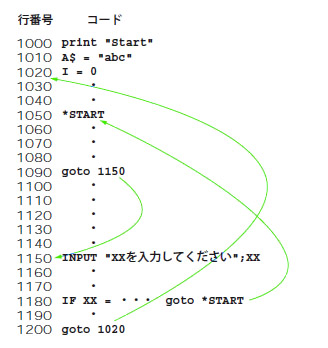 行番号 コード
1000 print "Start"
1010 A$ = "abc"
1020 I = 0
1030 ・
1040 ・
1050 *START
1060 ・
1070 ・
1080 ・
1090 goto 1150
1100 ・
1110 ・
1120 ・
1130 ・
1140 ・
1150 INPUT "XXを入力してください";XX
1160 ・
1170 ・
1180 IF XX = ・・・ goto *START
1190 ・
1200 goto 1020